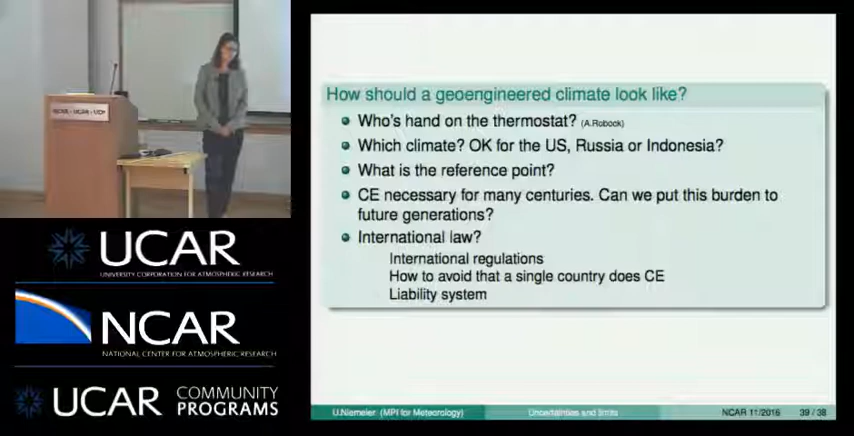 NCAR - UCAR - UCP
UCAR
UNIVERSITY CORPORATION FOR ATMOSPHERIC RESEARCH
NCAR
NATIONAL CENTER FOR ATMOSPHERIC RESEARCH
UCAR COMMUNITY
PROGRAMS
How should a geoengineered climate look like?
Who's hand on the thermostat? (A.Robock)
Which climate? OK for the US, Russia or Indonesia?
What is the reference point?
CE necessary for many centuries. Can we put this burden to
future generations?
International law?
International regulations
How to avoid that a single country does CE
Liability system
U.Niemeier (MPI for Meteorology) Uncertainties and limits NCAR 11/2016 39 / 38